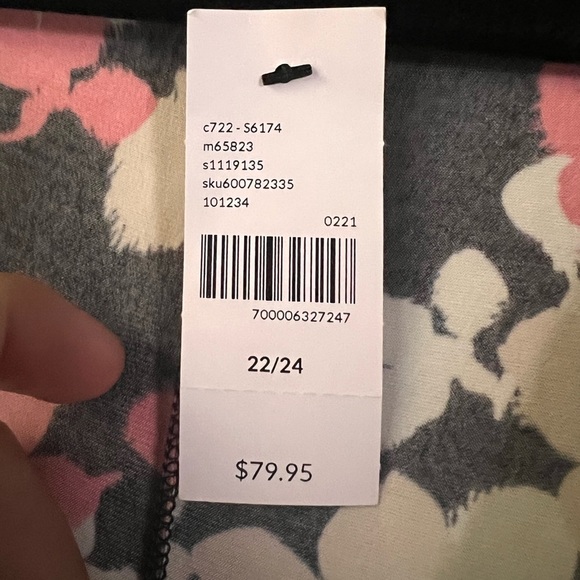 c722 - S6174
m65823
s1119135
sku600782335
101234
0221
700006327247
22/24
$79.95